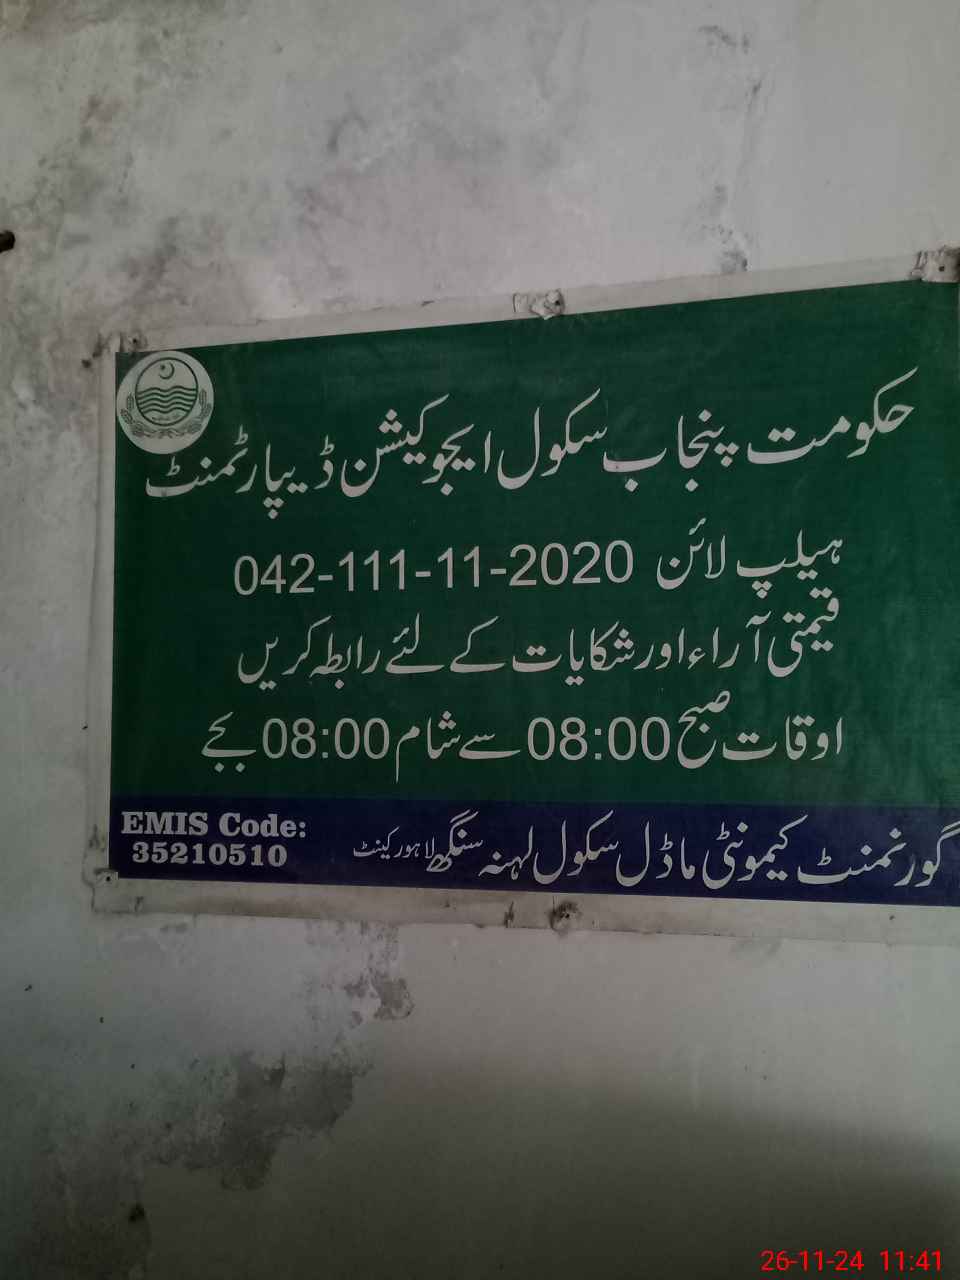 حکومت پنجاب سکول ایجوکیشن ڈیپارٹمنٹ
ہیلپ لائن 042-111-11-2020
قیمتی آراء اور شکایات کے لئے رابطہ کریں
اوقات صبح 08:00 سے شام 08:00 بجے
گورنمنٹ کیمونٹی ماڈل سکول لہنہ سنگھ لاہور کینٹ
EMIS Code:
35210510
26-11-24 11:41